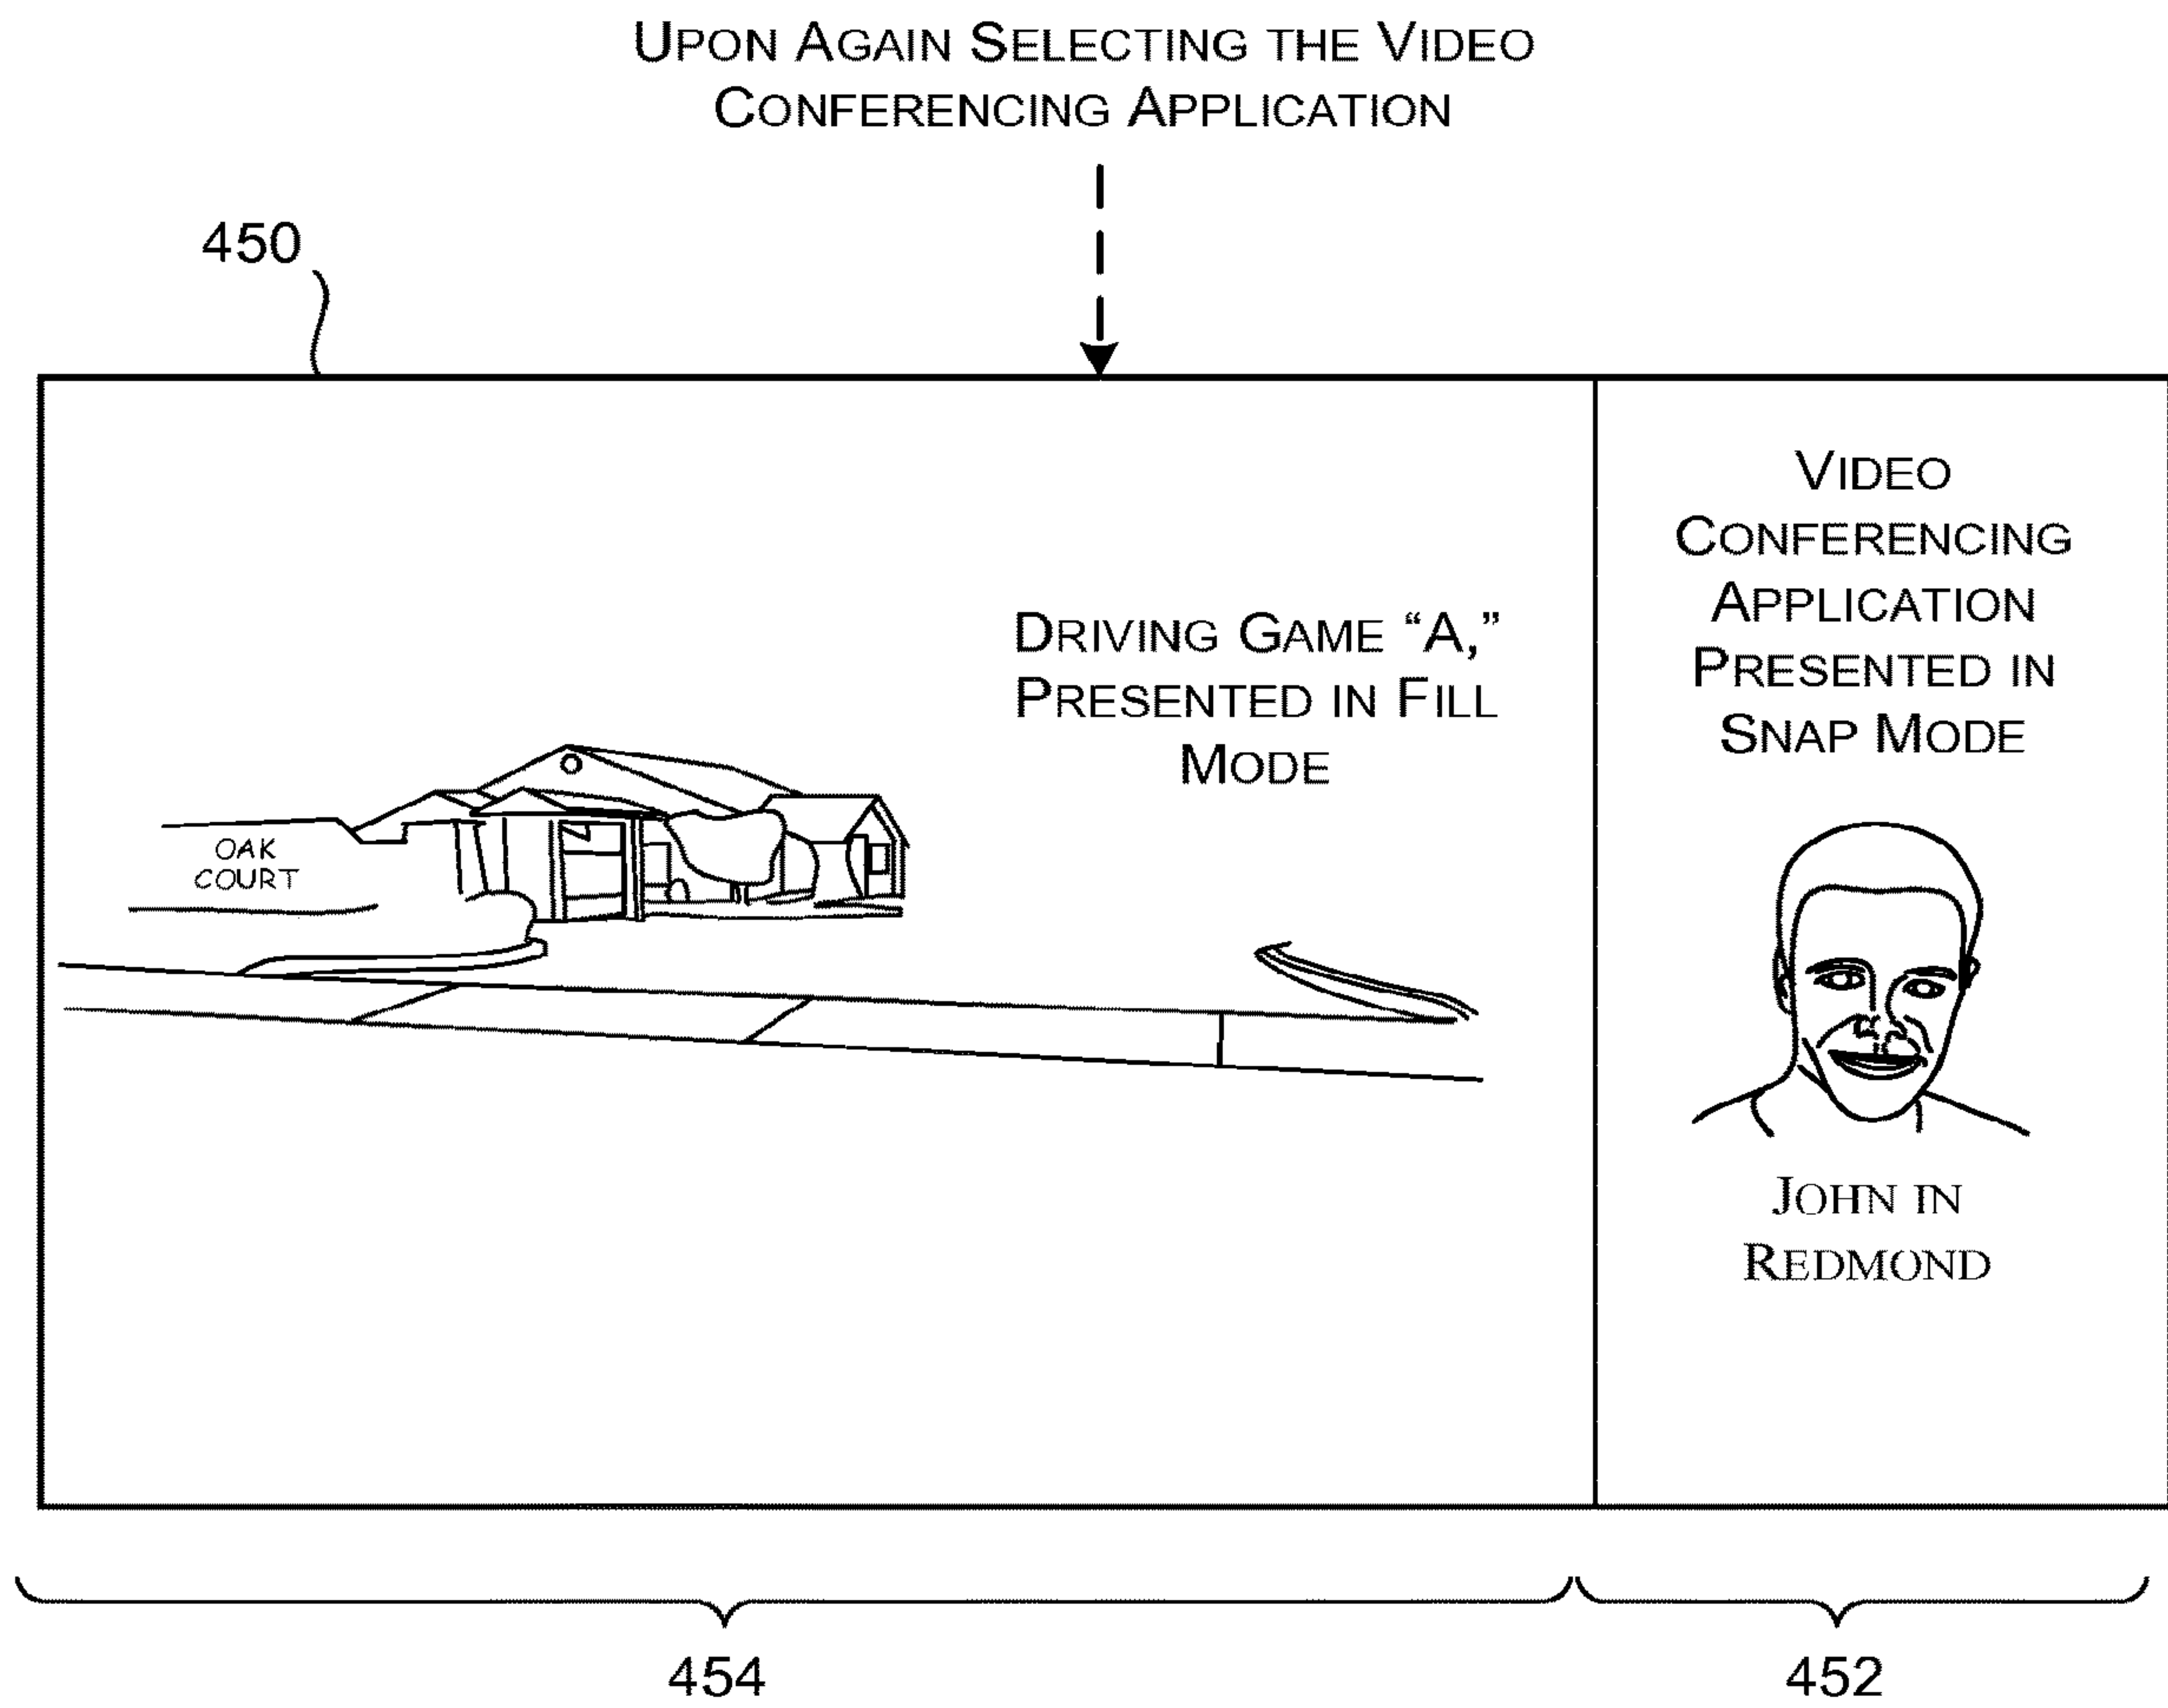 UPON AGAIN SELECTING THE VIDEO
CONFERENCING APPLICATION
450
DRIVING GAME “A,”
PRESENTED IN FILL
MODE
OAK
COURT
VIDEO
CONFERENCING
APPLICATION
PRESENTED IN
SNAP MODE
JOHN IN
REDMOND
454
452